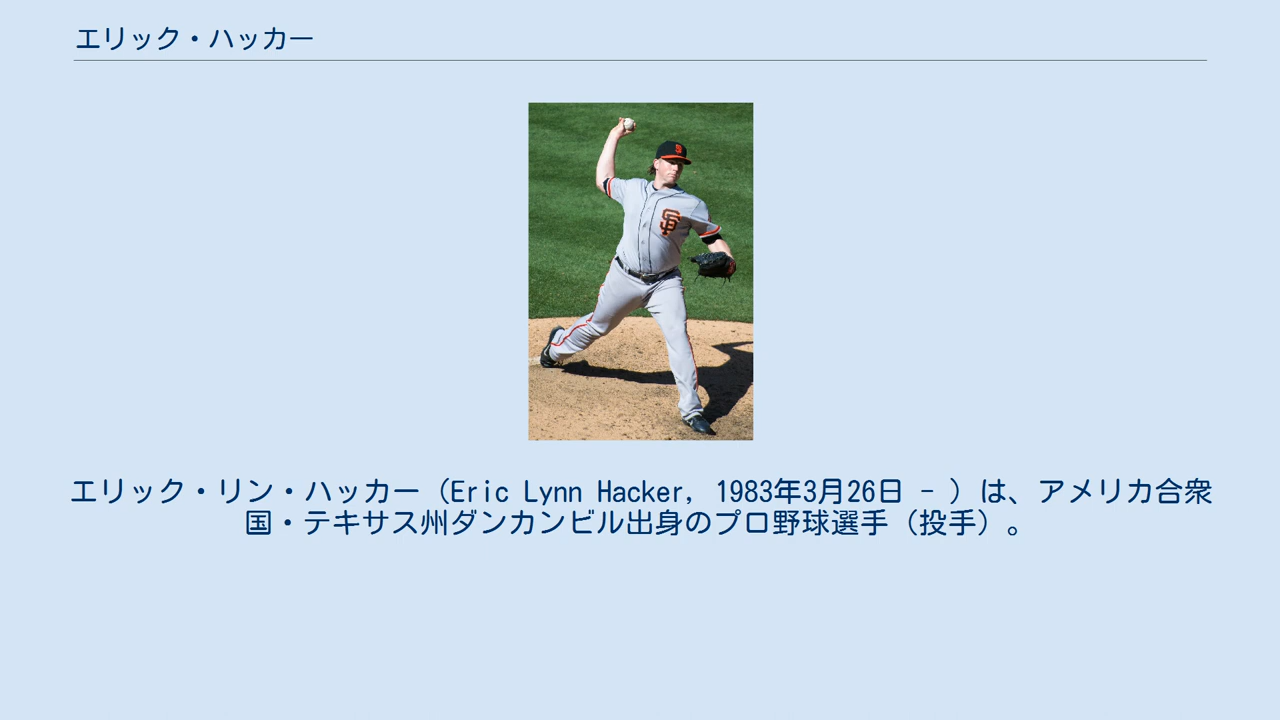 エリック・ハッカー
SF
エリック・リン・ハッカー（Eric Lynn Hacker, 1983年3月26日 - ）は、アメリカ合衆
国・テキサス州ダンカンビル出身のプロ野球選手（投手）。